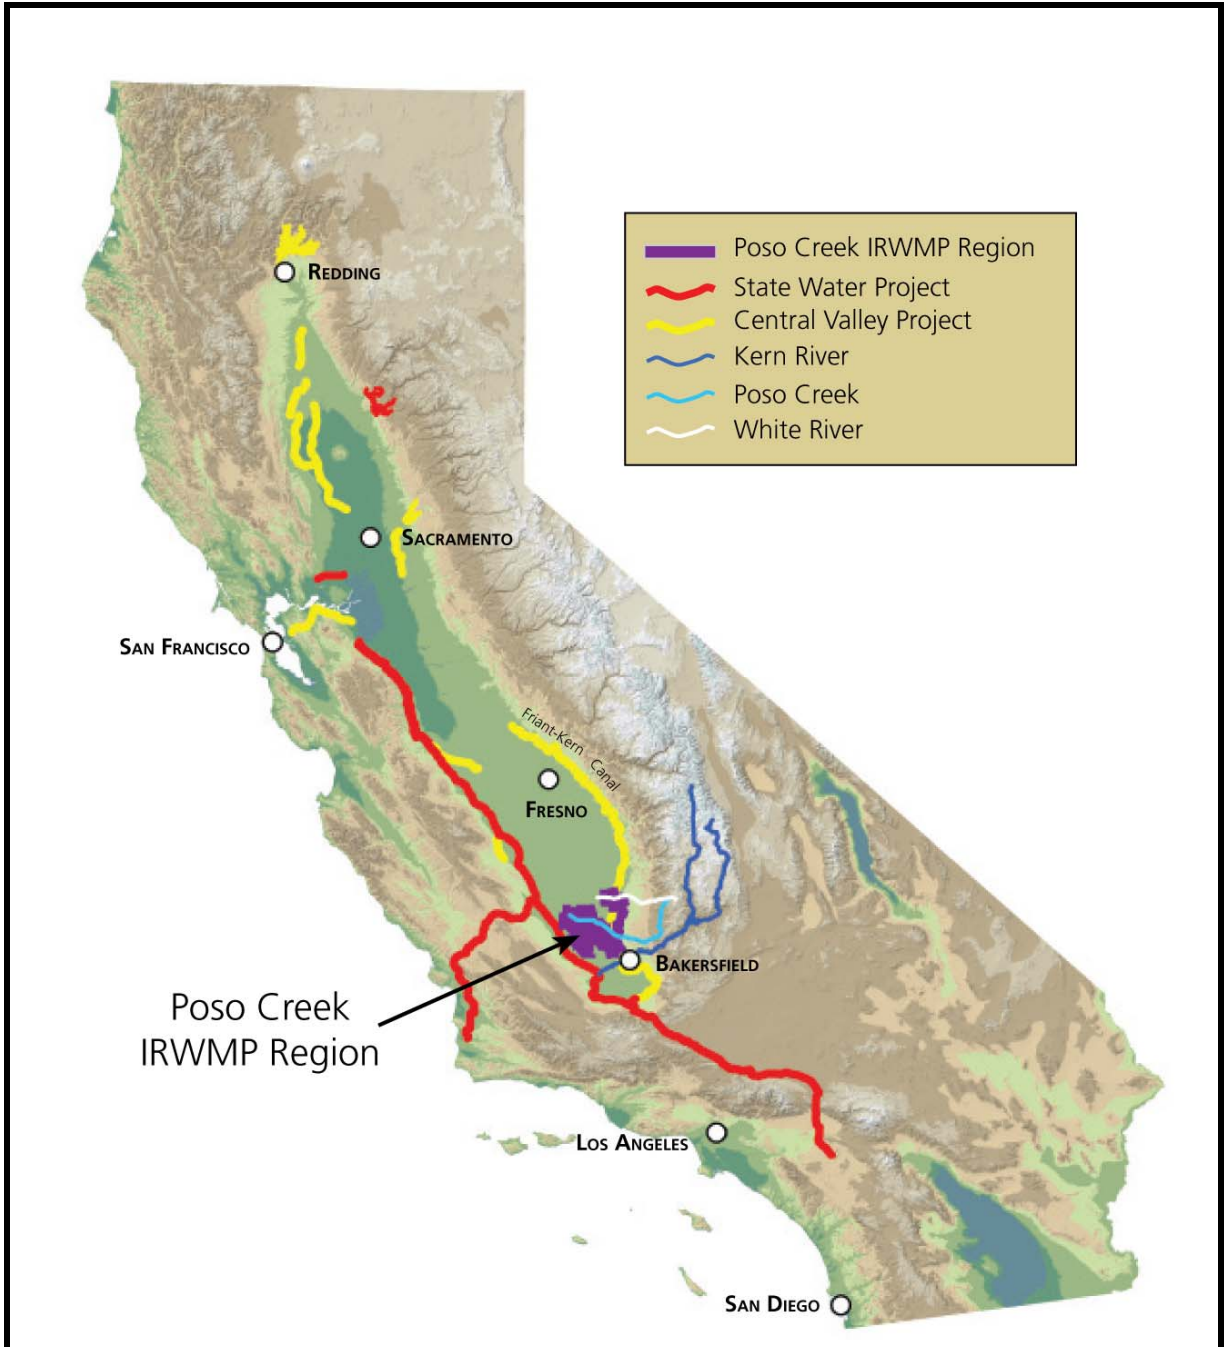 Poso Creek IRWMP Region
State Water Project
Central Valley Project
Kern River
Poso Creek
White River
REDDING
SACRAMENTO
SAN FRANCISCO
Friant-Kern Canal
FRESNO
BAKERSFIELD
Poso Creek
IRWMP Region
LOS ANGELES
SAN DIEGO